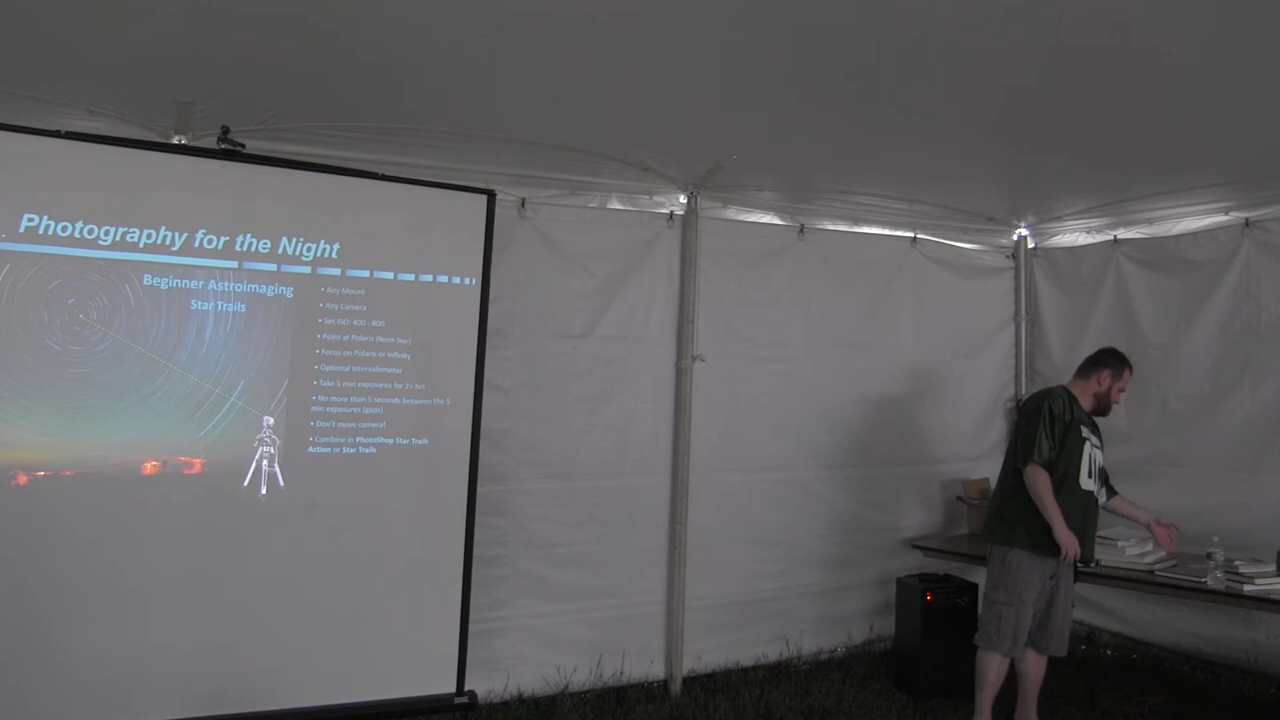 Photography for the Night
Beginner Astroimaging
Star Trails
• Any Mount
• Any Camera
• Set ISO: 400 - 800
• Point at Polaris (North Star)
• Focus on Polaris or Infinity
• Optional Intervalometer
• Take 5 min exposures for 2+ hrs
• No more than 5 seconds between the 5
min exposures (gaps)
• Don't move camera!
• Combine in PhotoShop Star Trails
Action or Star Trails